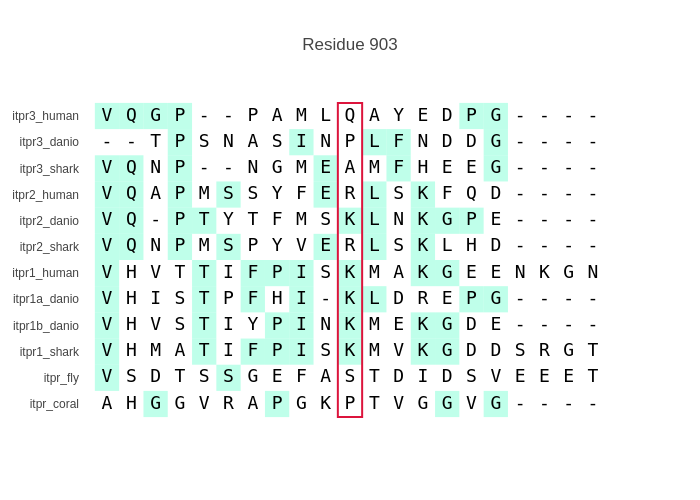 Residue 903
itpr3_human V Q G P - - P A M L Q A Y E D P G - - - -
itpr3_danio - - T P S N A S I N P L F N D D G - - - -
itpr3_shark V Q N P - - N G M E A M F H E E G - - - -
itpr2_human V Q A P M S S Y F E R L S K F Q D - - - -
itpr2_danio V Q - P T Y T F M S K L N K G P E - - - -
itpr2_shark V Q N P M S P Y V E R L S K L H D - - - -
itpr1_human V H V T T I F P I S K M A K G E E N K G N
itpr1a_danio V H I S T P F H I - K L D R E P G - - - -
itpr1b_danio V H V S T I Y P I N K M E K G D E - - - -
itpr1_shark V H M A T I F P I S K M V K G D D S R G T
itpr_fly V S D T S S G E F A S T D I D S V E E E T
itpr_coral A H G G V R A P G K P T V G G V G - - - -